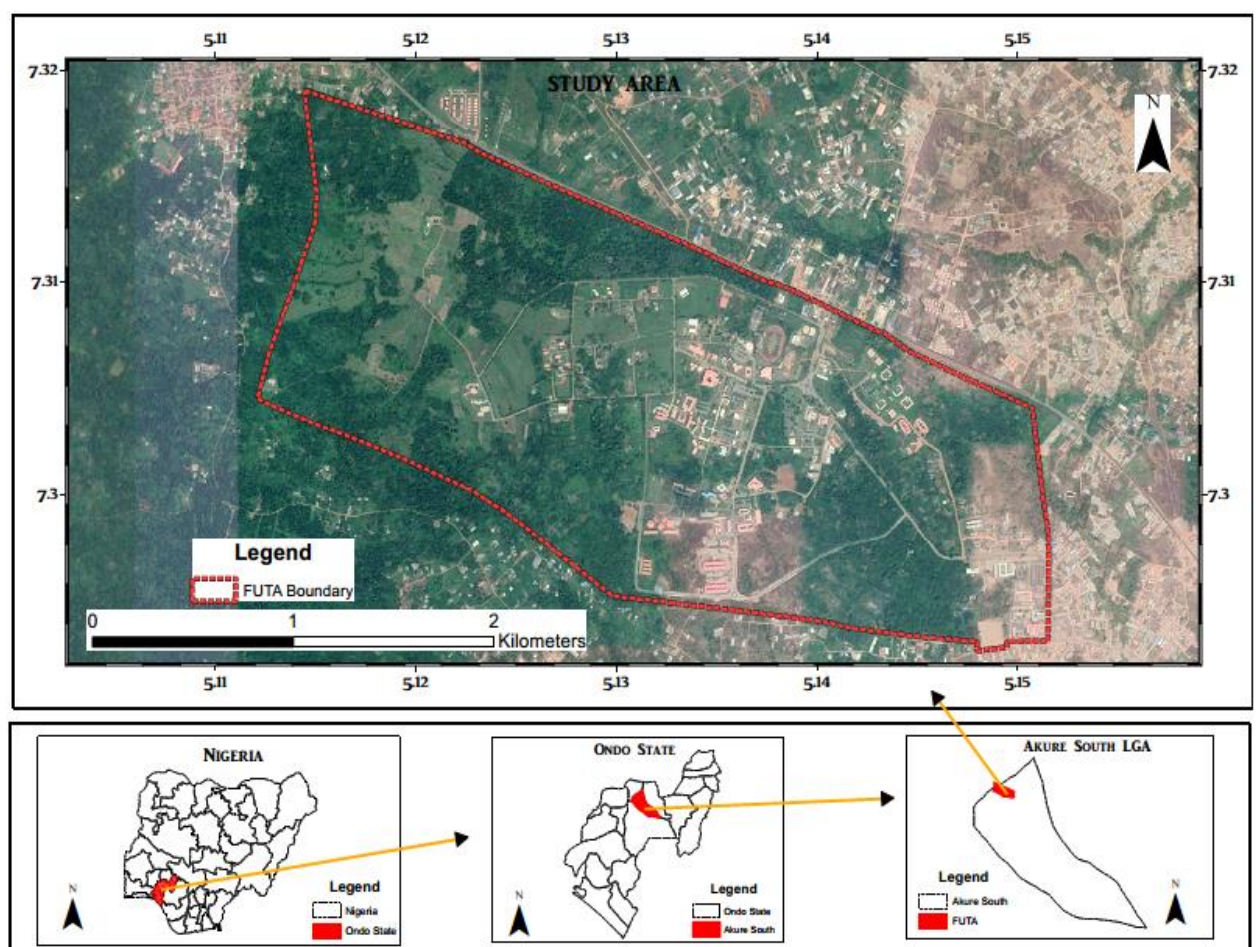 5.11 5.12 5.13 5.14 5.15
7.32 7.32
STUDY AREA
N
7.31 7.31
7.3 7.3
Legend
FUTA Boundary
0 1 2
Kilometers
5.11 5.12 5.13 5.14 5.15
NIGERIA
N
Legend
Nigeria
Ondo State
ONDO STATE
N
Legend
Ondo State
Akure South
AKURE SOUTH LGA
Legend
Akure South
FUTA
N